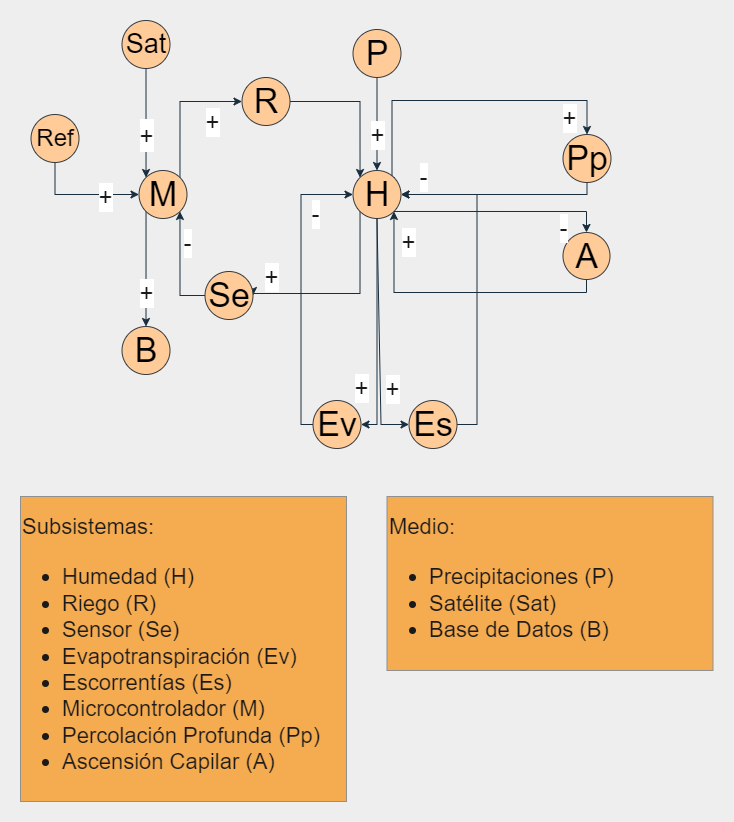 Sat
P
R
+
+
Ref
+
+
Pp
M
-
H
+
-
+
-
-
A
+
Se
+
B
+
+
Ev
Es
Subsistemas:
• Humedad (H)
• Riego (R)
• Sensor (Se)
• Evapotranspiración (Ev)
• Escorrentías (Es)
• Microcontrolador (M)
• Percolación Profunda (Pp)
• Ascensión Capilar (A)
Medio:
• Precipitaciones (P)
• Satélite (Sat)
• Base de Datos (B)